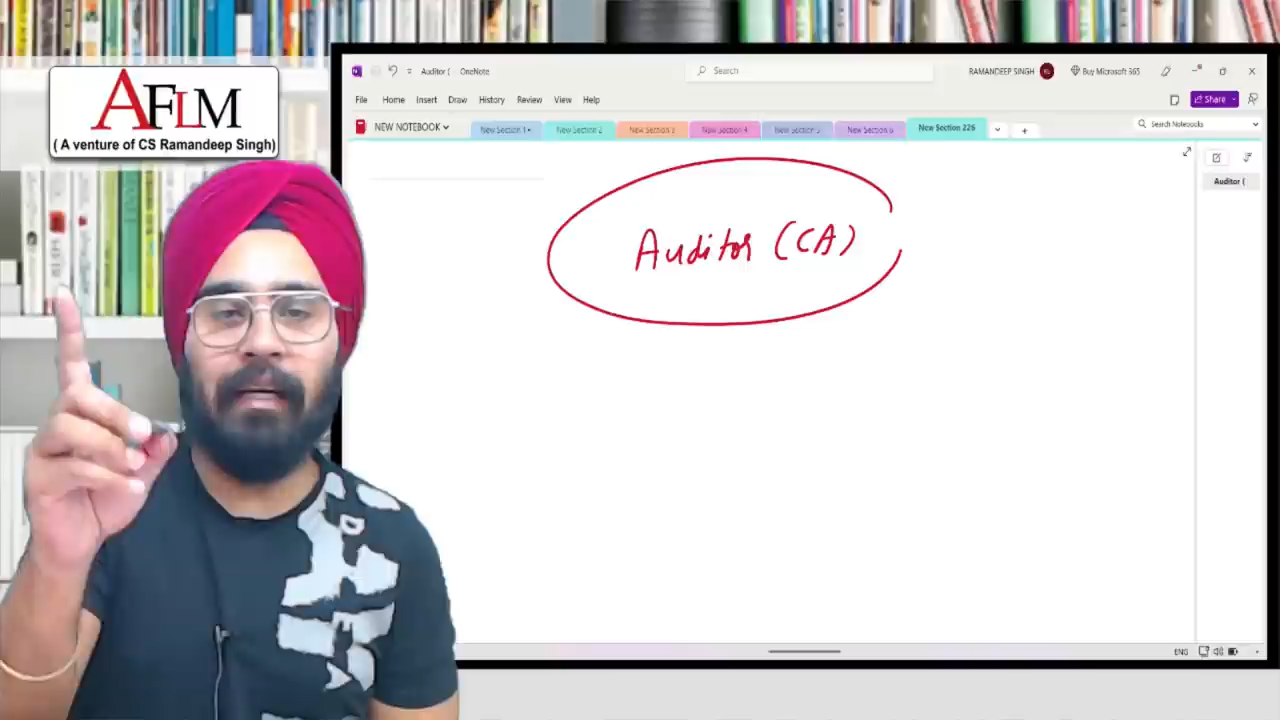 AFLM
( A venture of CS Ramandeep Singh)
Auditor ( OneNote
Search
RAMANDEEP SINGH
Buy Microsoft 365
File Home Insert Draw History Review View Help
Share
NEW NOTEBOOK
New Section 1
New Section 2
New Section 3
New Section 4
New Section 5
New Section 6
New Section 226
Search Notebooks
Auditor (
Auditor (CA)
ENG